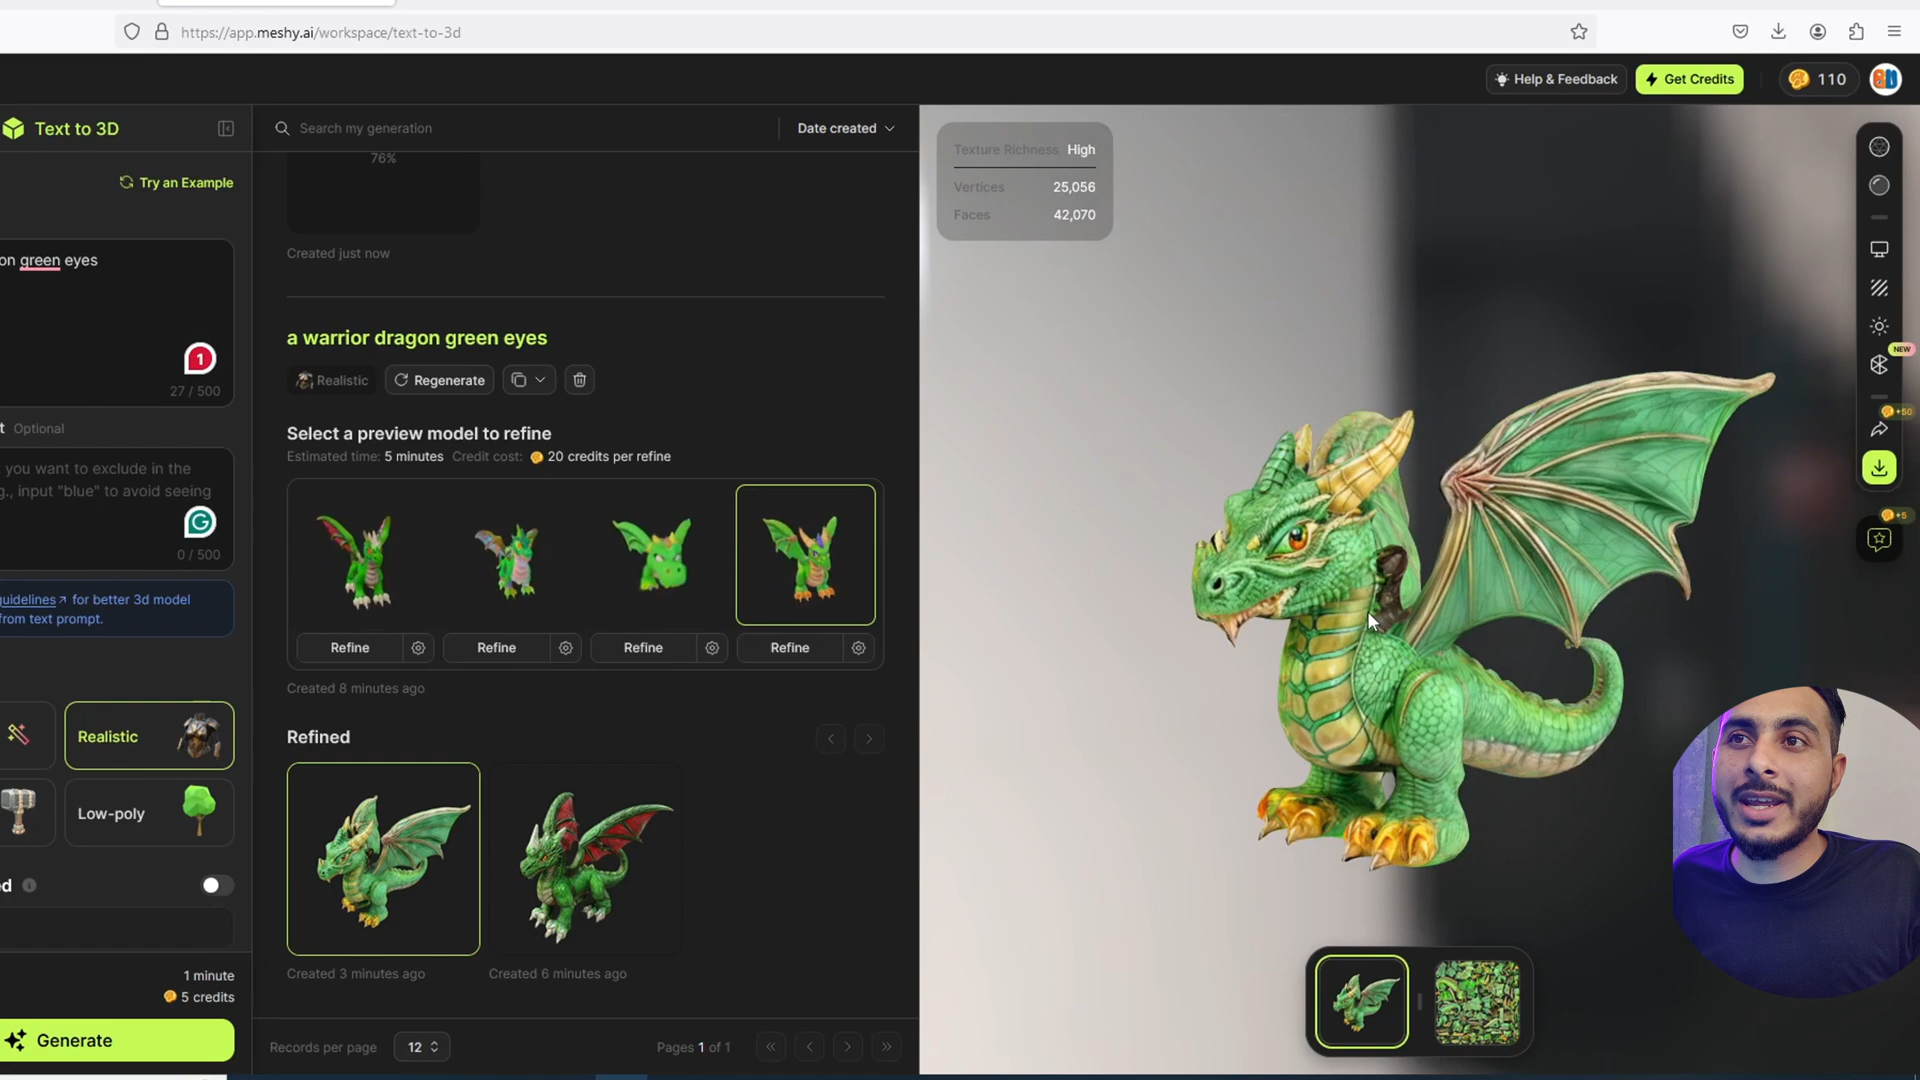 https://app.meshy.ai/workspace/text-to-3d
Help & Feedback
Get Credits
110
Text to 3D
Search my generation
Date created
Try an Example
76%
Created just now
on green eyes
1
27 / 500
t Optional
you want to exclude in the
g., input "blue" to avoid seeing
0 / 500
guidelines for better 3d model
from text prompt.
Realistic
Low-poly
ed
1 minute
5 credits
Generate
a warrior dragon green eyes
Realistic
Regenerate
Select a preview model to refine
Estimated time: 5 minutes Credit cost: 20 credits per refine
Refine
Refine
Refine
Refine
Created 8 minutes ago
Refined
Created 3 minutes ago
Created 6 minutes ago
Records per page
12
Pages 1 of 1
Texture Richness High
Vertices 25,056
Faces 42,070
NEW
+50
+5